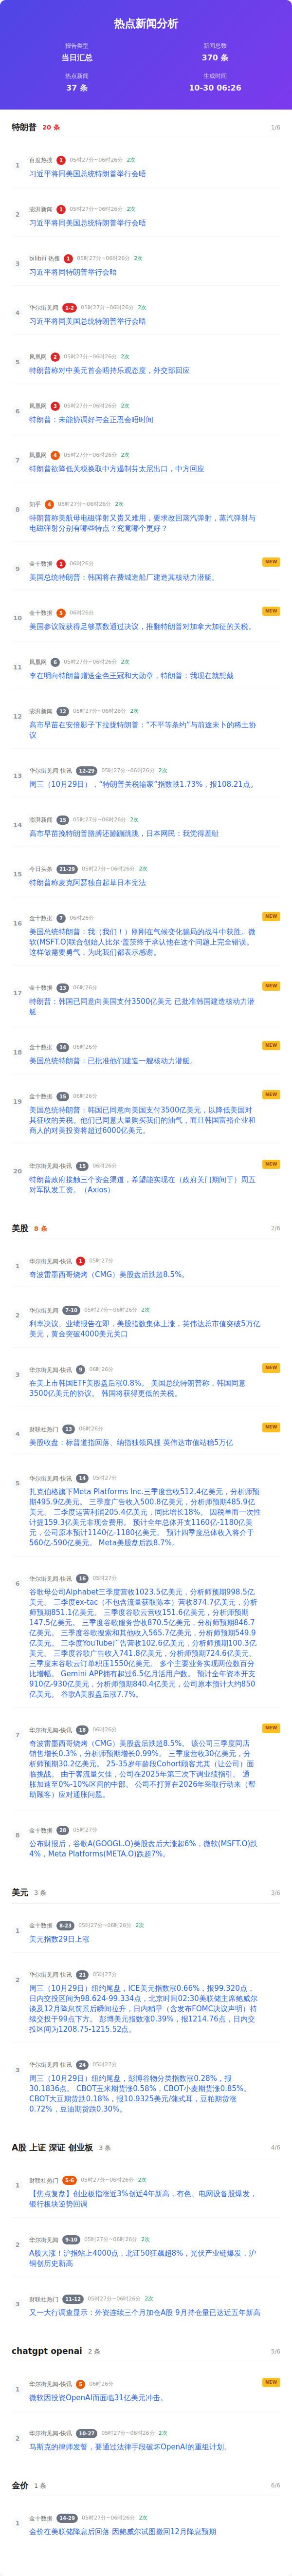 热点新闻分析
报告类型
当日汇总
新闻总数
370 条
热点新闻
37 条
生成时间
10-30 06:26
特朗普 20 条 1/6
1
百度热搜 1 05时27分~06时26分 2次
习近平将同美国总统特朗普举行会晤
2
澎湃新闻 1 05时27分~06时26分 2次
习近平将同美国总统特朗普举行会晤
3
bilibili 热搜 1 05时27分~06时26分 2次
习近平将同特朗普举行会晤
4
华尔街见闻 1-2 05时27分~06时26分 2次
习近平将同美国总统特朗普举行会晤
5
凤凰网 2 05时27分~06时26分 2次
特朗普称对中美元首会晤持乐观态度，外交部回应
6
凤凰网 3 05时27分~06时26分 2次
特朗普：未能协调好与金正恩会晤时间
7
凤凰网 4 05时27分~06时26分 2次
特朗普欲降低关税换取中方遏制芬太尼出口，中方回应
8
知乎 4 05时27分~06时26分 2次
特朗普称美航母电磁弹射又贵又难用，要求改回蒸汽弹射，蒸汽弹射与
电磁弹射分别有哪些特点？究竟哪个更好？
9
金十数据 1 06时26分 NEW
美国总统特朗普：韩国将在费城造船厂建造其核动力潜艇。
10
金十数据 5 06时26分 NEW
美国参议院获得足够票数通过决议，推翻特朗普对加拿大加征的关税。
11
凤凰网 6 05时27分~06时26分 2次
李在明向特朗普赠送金色王冠和大勋章，特朗普：我现在就想戴
12
澎湃新闻 12 05时27分~06时26分 2次
高市早苗在安倍影子下拉拢特朗普：“不平等条约”与前途未卜的稀土协
议
13
华尔街见闻-快讯 12-29 05时27分~06时26分 2次
周三（10月29日），“特朗普关税输家”指数跌1.73%，报108.21点。
14
澎湃新闻 15 05时27分~06时26分 2次
高市早苗挽特朗普胳膊还蹦蹦跳跳，日本网民：我觉得羞耻
15
今日头条 21-29 05时27分~06时26分 2次
特朗普称麦克阿瑟独自起草日本宪法
16
金十数据 7 06时26分 NEW
美国总统特朗普：我（我们！）刚刚在气候变化骗局的战斗中获胜。微
软(MSFT.O)联合创始人比尔·盖茨终于承认他在这个问题上完全错误。
这样做需要勇气，为此我们都表示感谢。
17
金十数据 13 06时26分 NEW
特朗普：韩国已同意向美国支付3500亿美元 已批准韩国建造核动力潜
艇
18
金十数据 14 06时26分 NEW
美国总统特朗普：已批准他们建造一艘核动力潜艇。
19
金十数据 15 06时26分 NEW
美国总统特朗普：韩国已同意向美国支付3500亿美元，以降低美国对
其征收的关税。他们已同意大量购买我们的油气，而且韩国富裕企业和
商人的对美投资将超过6000亿美元。
20
华尔街见闻-快讯 15 06时26分 NEW
特朗普政府接触三个资金渠道，希望能实现在（政府关门期间于）周五
对军队发工资。（Axios）
美股 8 条 2/6
1
华尔街见闻-快讯 1 05时27分
奇波雷墨西哥烧烤（CMG）美股盘后跌超8.5%。
2
华尔街见闻 7-10 05时27分~06时26分 2次
利率决议、业绩报告在即，美股指数集体上涨，英伟达总市值突破5万亿
美元，黄金突破4000美元关口
3
华尔街见闻-快讯 9 06时26分 NEW
在美上市韩国ETF美股盘后涨0.8%。 美国总统特朗普称，韩国同意
3500亿美元的协议。 韩国将获得更低的关税。
4
财联社热门 13 06时26分 NEW
美股收盘：标普道指回落、纳指独领风骚 英伟达市值站稳5万亿
5
华尔街见闻-快讯 14 05时27分
扎克伯格旗下Meta Platforms Inc.三季度营收512.4亿美元，分析师预
期495.9亿美元。 三季度广告收入500.8亿美元，分析师预期485.9亿
美元。 三季度运营利润205.4亿美元，同比增长18%。 因税单而一次性
计提159.3亿美元非现金费用。 预计全年总体开支1160亿-1180亿美
元，公司原本预计1140亿-1180亿美元。 预计四季度总体收入将介于
560亿-590亿美元。 Meta美股盘后跌8.7%。
6
华尔街见闻-快讯 16 05时27分
谷歌母公司Alphabet三季度营收1023.5亿美元，分析师预期998.5亿
美元。 三季度ex-tac（不包含流量获取陈本）营收874.7亿美元，分析
师预期851.1亿美元。 三季度谷歌云营收151.6亿美元，分析师预期
147.5亿美元。 三季度谷歌服务营收870.5亿美元，分析师预期846.7
亿美元。 三季度谷歌搜索和其他收入565.7亿美元，分析师预期549.9
亿美元。 三季度YouTube广告营收102.6亿美元，分析师预期100.3亿
美元。 三季度谷歌广告收入741.8亿美元，分析师预期724.6亿美元。
三季度末谷歌云订单积压1550亿美元。 多个主要业务实现两位数百分
比增幅。 Gemini APP拥有超过6.5亿月活用户数。 预计全年资本开支
910亿-930亿美元，分析师预期840.4亿美元，公司原本预计大约850
亿美元。 谷歌A美股盘后涨7.7%。
7
华尔街见闻-快讯 18 06时26分 NEW
奇波雷墨西哥烧烤（CMG）美股盘后跌超8.5%。 该公司三季度同店
销售增长0.3%，分析师预期增长0.99%。 三季度营收30亿美元，分
析师预期30.2亿美元。 25-35岁年龄段Cohort顾客尤其（让公司）面
临挑战。 由于客流量欠佳，公司在2025年第三次下调业绩指引。 通
胀加速至0%-10%区间的中部。 公司不打算在2026年采取行动来（帮
助顾客）应对通胀问题。
8
金十数据 28 05时27分
公布财报后，谷歌A(GOOGL.O)美股盘后大涨超6%，微软(MSFT.O)跌
4%，Meta Platforms(META.O)跌超7%。
美元 3 条 3/6
1
金十数据 8-23 05时27分~06时26分 2次
美元指数29日上涨
2
华尔街见闻-快讯 21 05时27分
周三（10月29日）纽约尾盘，ICE美元指数涨0.66%，报99.320点，
日内交投区间为98.624-99.334点，北京时间02:30美联储主席鲍威尔
谈及12月降息前景后瞬间拉升，日内稍早（含发布FOMC决议声明）持
续交投于99点下方。 彭博美元指数涨0.39%，报1214.76点，日内交
投区间为1208.75-1215.52点。
3
华尔街见闻-快讯 24 05时27分
周三（10月29日）纽约尾盘，彭博谷物分类指数涨0.28%，报
30.1836点。 CBOT玉米期货涨0.58%，CBOT小麦期货涨0.85%。
CBOT大豆期货跌0.18%，报10.9325美元/蒲式耳，豆粕期货涨
0.72%，豆油期货跌0.30%。
A股 上证 深证 创业板 3 条 4/6
1
财联社热门 5-6 05时27分~06时26分 2次
【焦点复盘】创业板指涨近3%创近4年新高，有色、电网设备股爆发，
银行板块逆势回调
2
华尔街见闻 9-10 05时27分~06时26分 2次
A股大涨！沪指站上4000点，北证50狂飙超8%，光伏产业链爆发，沪
铜创历史新高
3
财联社热门 11-12 05时27分~06时26分 2次
又一大行调查显示：外资连续三个月加仓A股 9月持仓量已达近五年新高
chatgpt openai 2 条 5/6
1
华尔街见闻-快讯 5 06时26分 NEW
微软因投资OpenAI而面临31亿美元冲击。
2
华尔街见闻-快讯 10-27 05时27分~06时26分 2次
马斯克的律师发誓，要通过法律手段破坏OpenAI的重组计划。
金价 1 条 6/6
1
金十数据 14-29 05时27分~06时26分 2次
金价在美联储降息后回落 因鲍威尔试图撤回12月降息预期